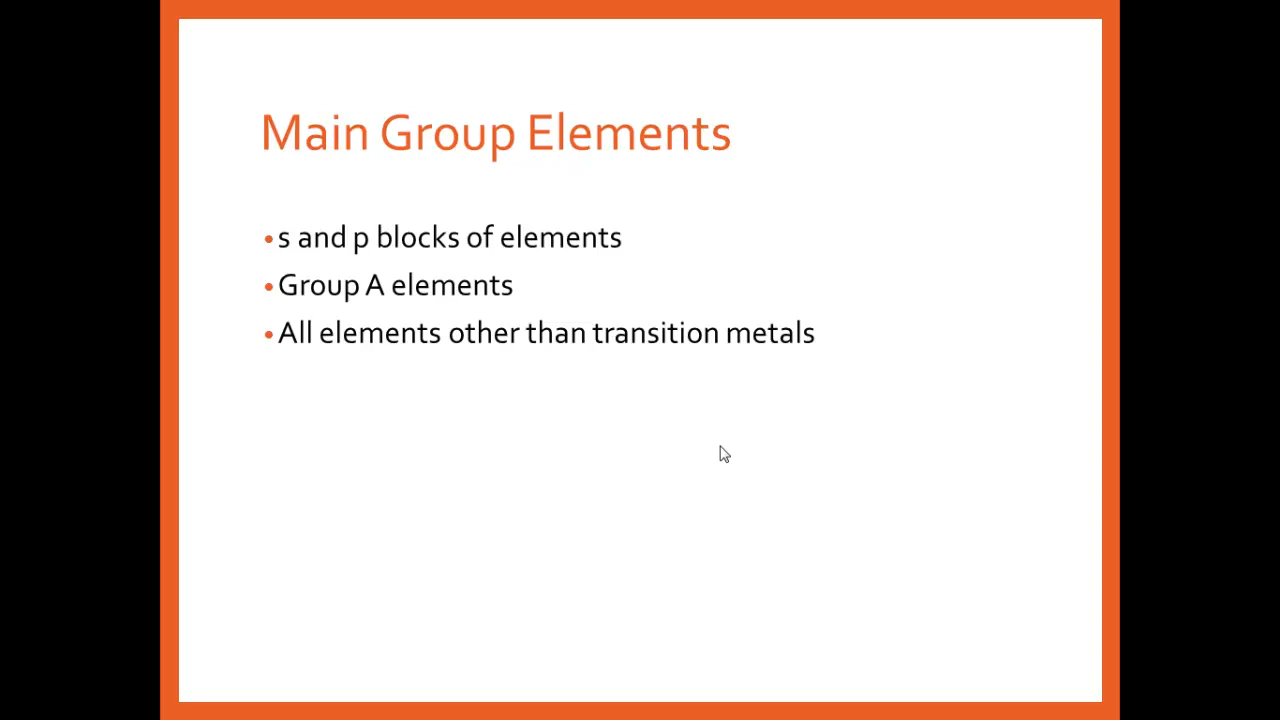 Main Group Elements
•s and p blocks of elements
•Group A elements
•All elements other than transition metals